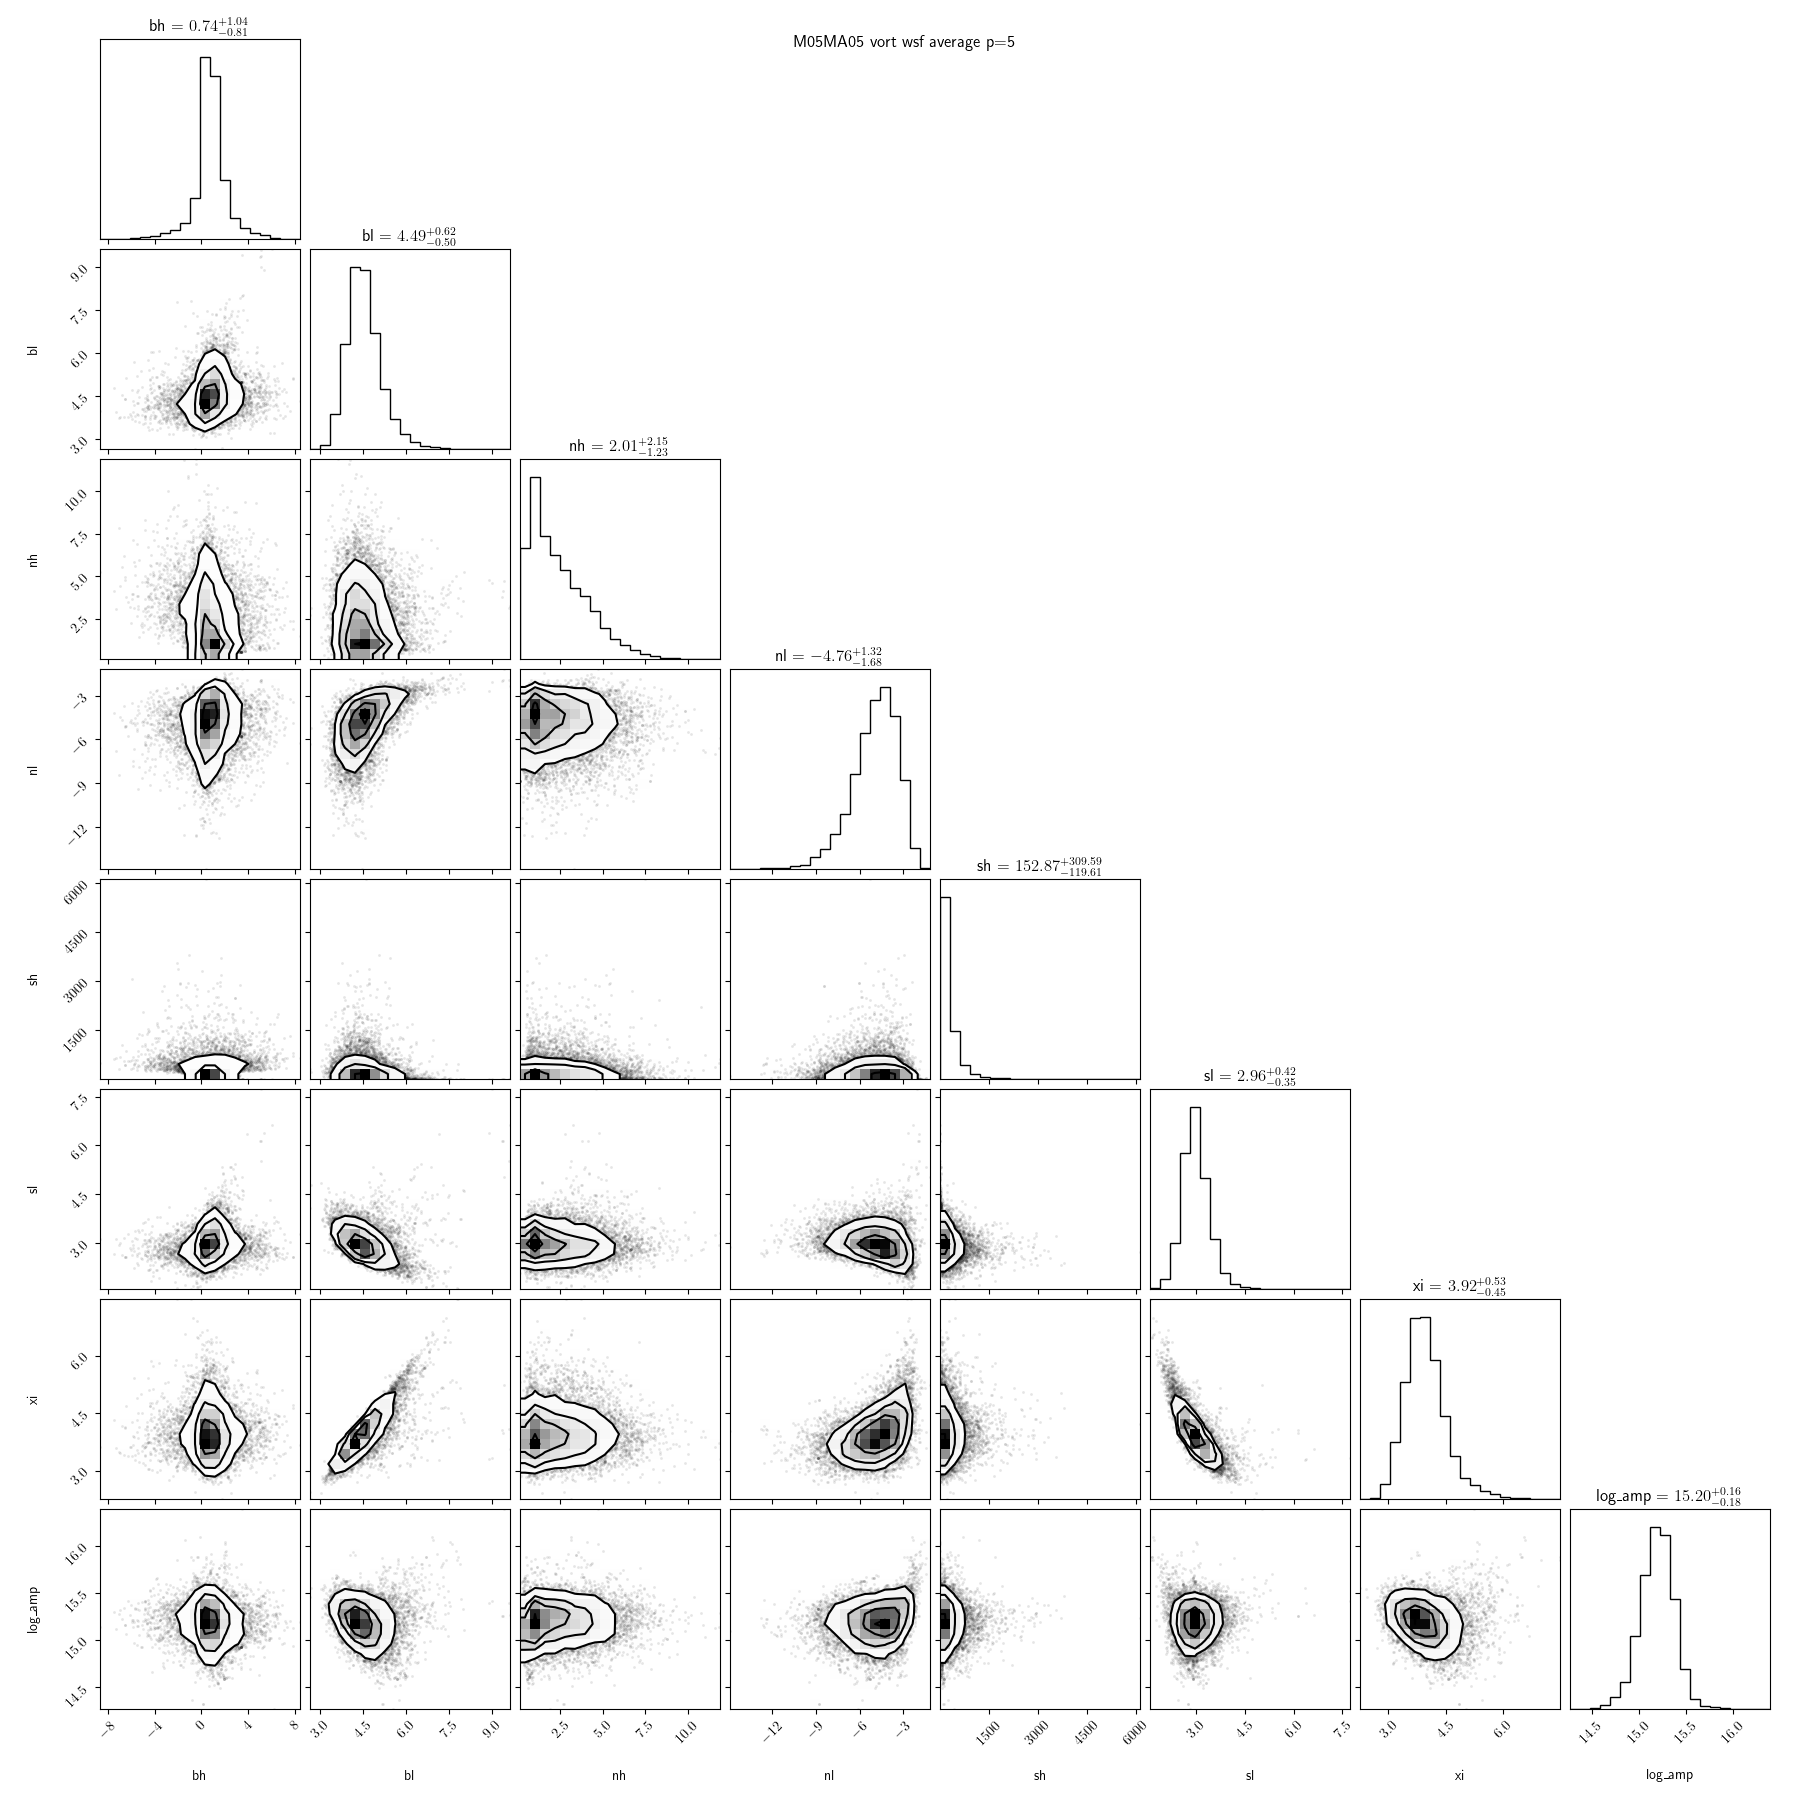 bh = 0.74+1.04 −0.81
M05MA05 vort wsf average p=5
bl = 4.49+0.62 −0.50
bl
9.0
7.5
6.0
4.5
3.0
nh = 2.01+2.15 −1.23
nh
10.0
7.5
5.0
2.5
nl = −4.76+1.32 −1.68
nl
−3
−6
−9
−12
sh = 152.87+309.59 −119.61
sh
6000
4500
3000
1500
sl = 2.96+0.42 −0.35
sl
7.5
6.0
4.5
3.0
xi = 3.92+0.53 −0.45
xi
6.0
4.5
3.0
log_amp = 15.20+0.16 −0.18
log_amp
16.0
15.5
15.0
14.5
−8 −4 0 4 8 3.0 4.5 6.0 7.5 9.0 2.5 5.0 7.5 10.0 −12 −9 −6 −3 1500 3000 4500 6000 3.0 4.5 6.0 7.5 3.0 4.5 6.0 14.5 15.0 15.5 16.0
bh bl nh nl sh sl xi log_amp